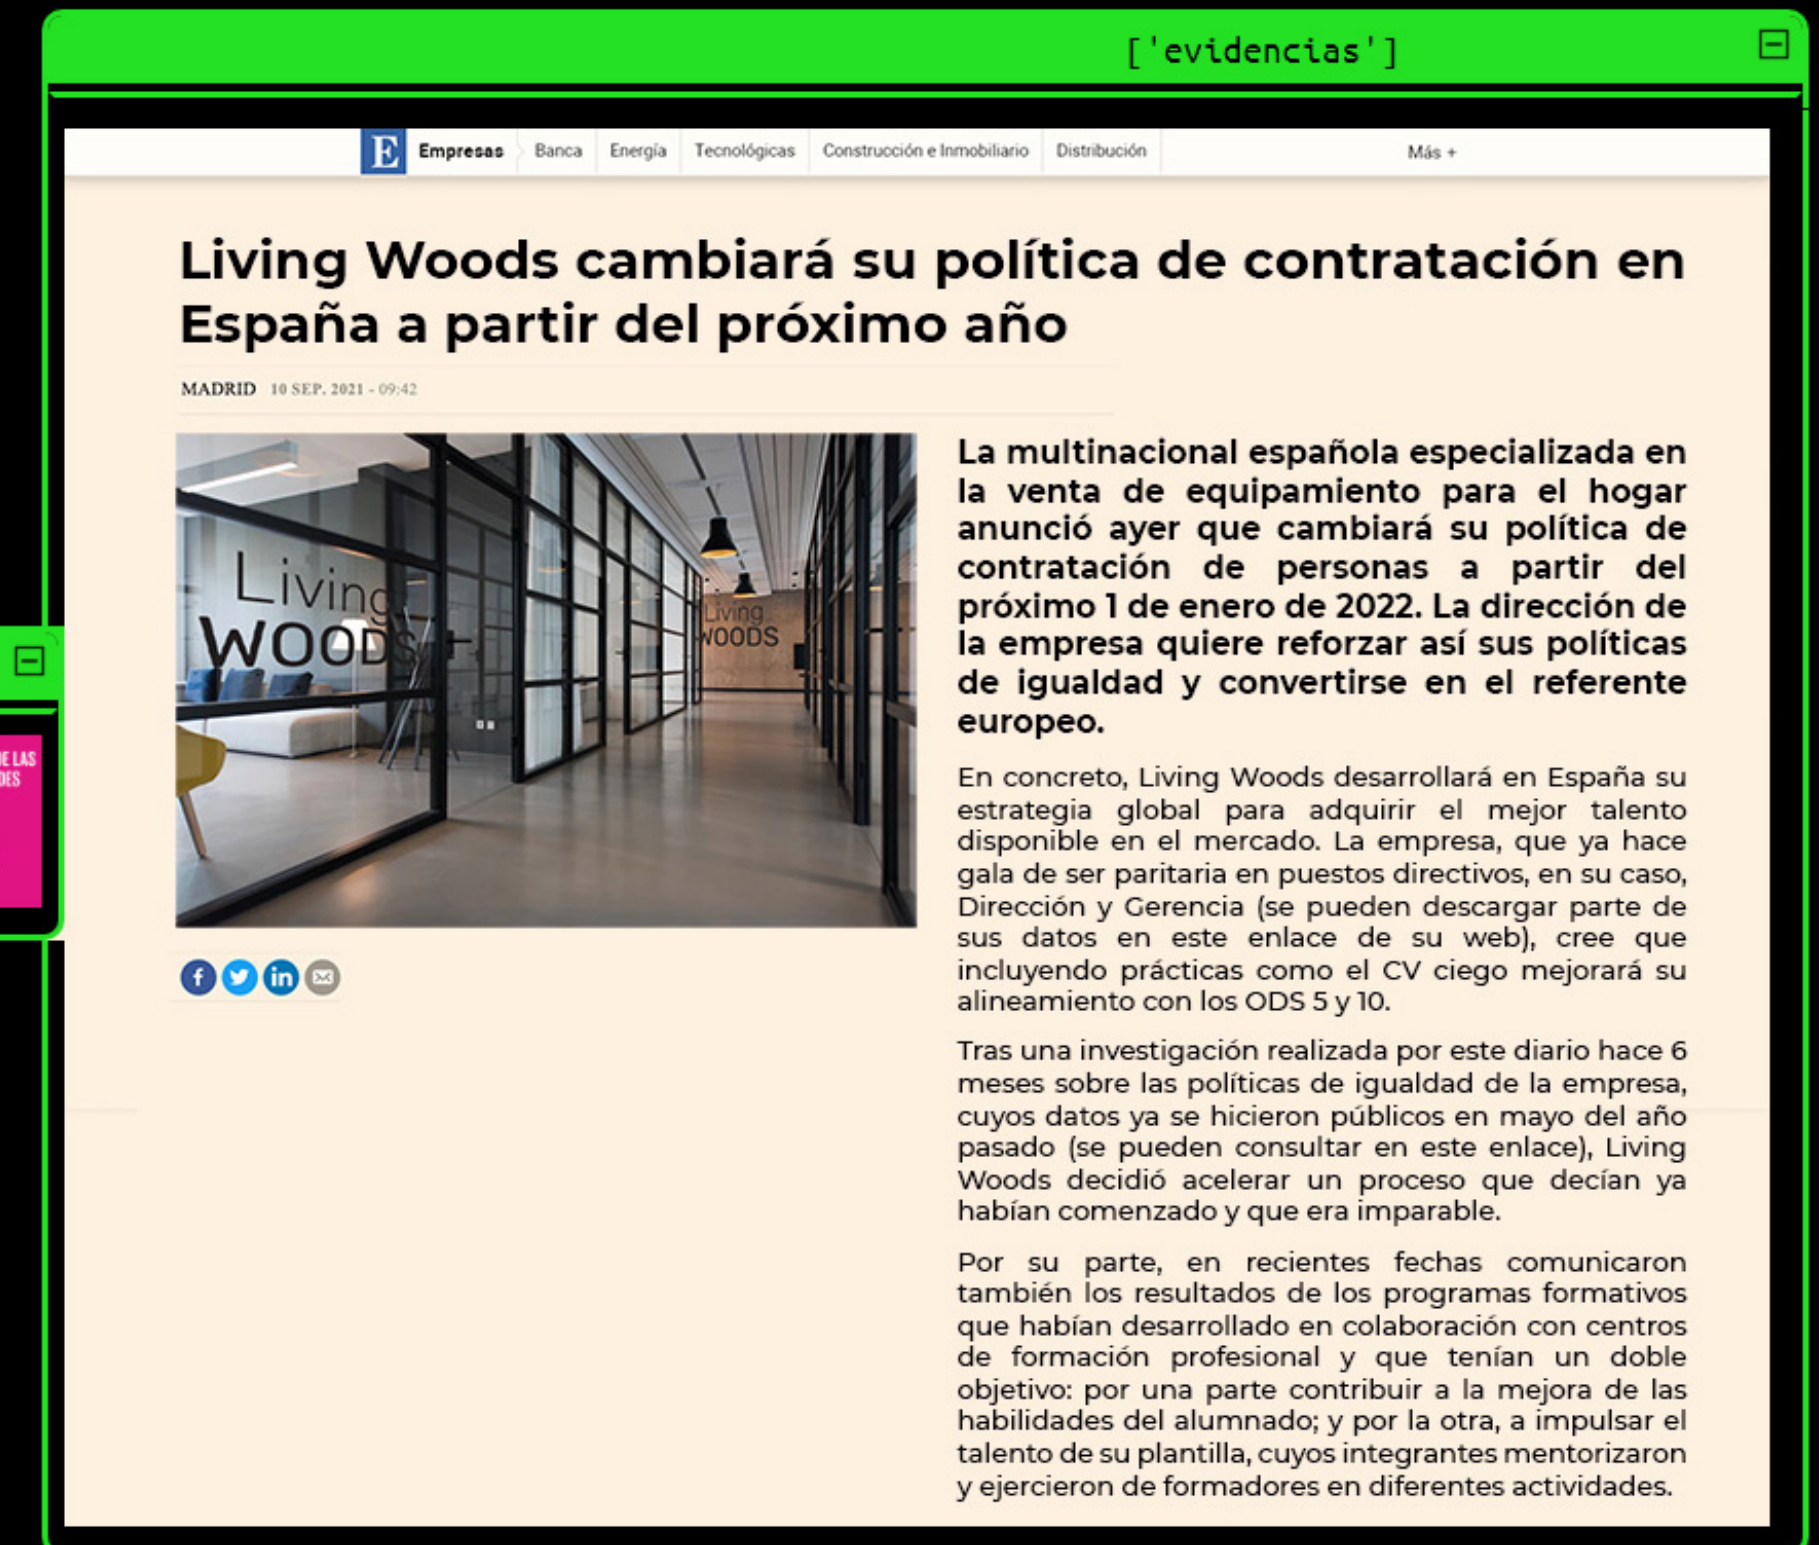 ['evidencias']
E Empresas Banca Energía Tecnológicas Construcción e Inmobiliario Distribución Más +
Living Woods cambiará su política de contratación en
España a partir del próximo año
MADRID 10 SEP. 2021 - 09:42
Living
WOODS
Living
WOODS
La multinacional española especializada en
la venta de equipamiento para el hogar
anunció ayer que cambiará su política de
contratación de personas a partir del
próximo 1 de enero de 2022. La dirección de
la empresa quiere reforzar así sus políticas
de igualdad y convertirse en el referente
europeo.
En concreto, Living Woods desarrollará en España su
estrategia global para adquirir el mejor talento
disponible en el mercado. La empresa, que ya hace
gala de ser paritaria en puestos directivos, en su caso,
Dirección y Gerencia (se pueden descargar parte de
sus datos en este enlace de su web), cree que
incluyendo prácticas como el CV ciego mejorará su
alineamiento con los ODS 5 y 10.
Tras una investigación realizada por este diario hace 6
meses sobre las políticas de igualdad de la empresa,
cuyos datos ya se hicieron públicos en mayo del año
pasado (se pueden consultar en este enlace), Living
Woods decidió acelerar un proceso que decían ya
habían comenzado y que era imparable.
Por su parte, en recientes fechas comunicaron
también los resultados de los programas formativos
que habían desarrollado en colaboración con centros
de formación profesional y que tenían un doble
objetivo: por una parte contribuir a la mejora de las
habilidades del alumnado; y por la otra, a impulsar el
talento de su plantilla, cuyos integrantes mentorizaron
y ejercieron de formadores en diferentes actividades.
f in
LAS